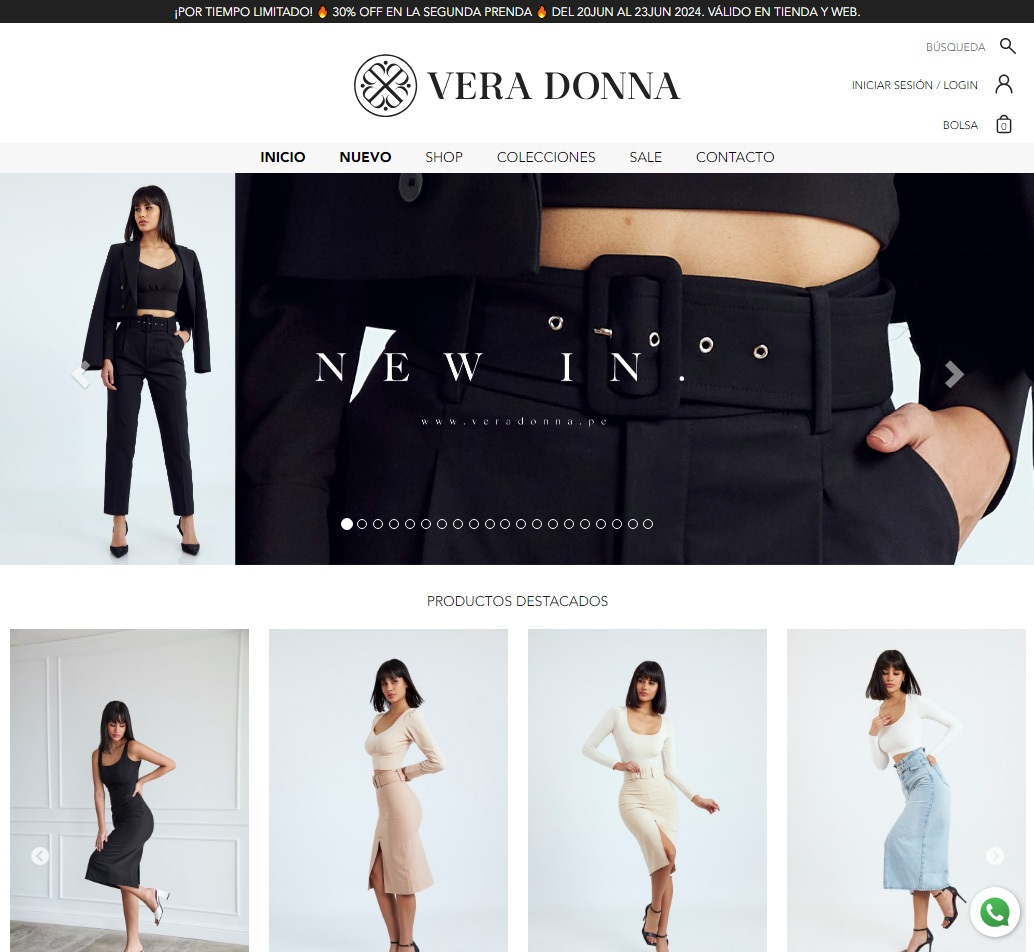 ¡POR TIEMPO LIMITADO! 🔥 30% OFF EN LA SEGUNDA PRENDA 🔥 DEL 20JUN AL 23JUN 2024. VÁLIDO EN TIENDA Y WEB.
BÚSQUEDA
VERA DONNA
INICIAR SESIÓN / LOGIN
BOLSA 0
INICIO NUEVO SHOP COLECCIONES SALE CONTACTO
NEW IN.
www.veradonna.pe
PRODUCTOS DESTACADOS